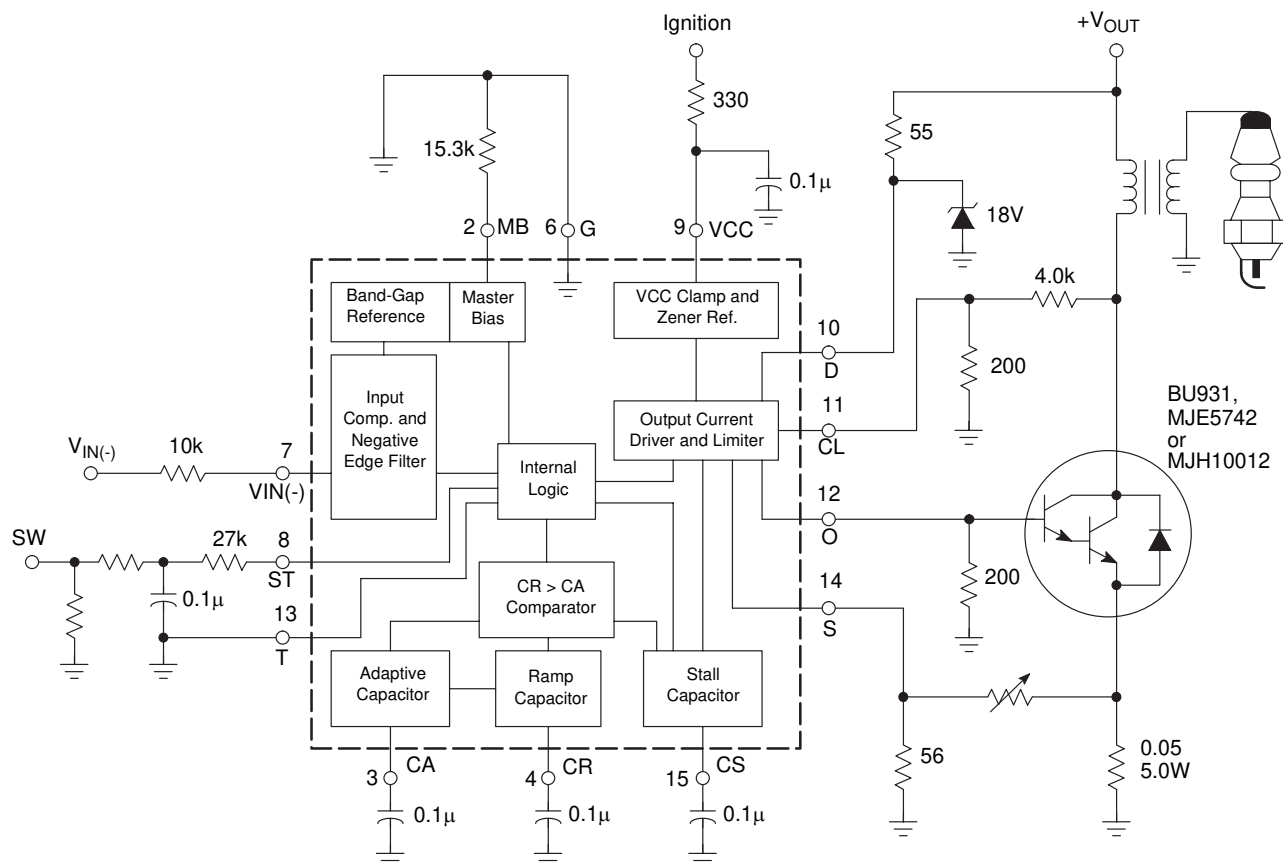 Ignition
+VOUT
330
55
15.3k
0.1µ
18V
2 MB
6 G
9 VCC
4.0k
Band-Gap
Reference
Master
Bias
VCC Clamp and
Zener Ref.
10
D
200
Input
Comp. and
Negative
Edge Filter
Output Current
Driver and Limiter
11
CL
BU931,
MJE5742
or
MJH10012
VIN(-)
10k
7
VIN(-)
Internal
Logic
12
O
SW
27k
8
ST
200
0.1µ
13
T
CR > CA
Comparator
14
S
Adaptive
Capacitor
Ramp
Capacitor
Stall
Capacitor
56
0.05
5.0W
3 CA
4 CR
15 CS
0.1µ
0.1µ
0.1µ